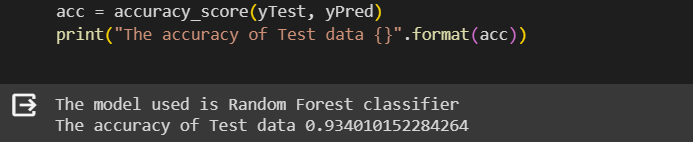 acc = accuracy_score(yTest, yPred)
print("The accuracy of Test data {}".format(acc))
The model used is Random Forest classifier
The accuracy of Test data 0.934010152284264